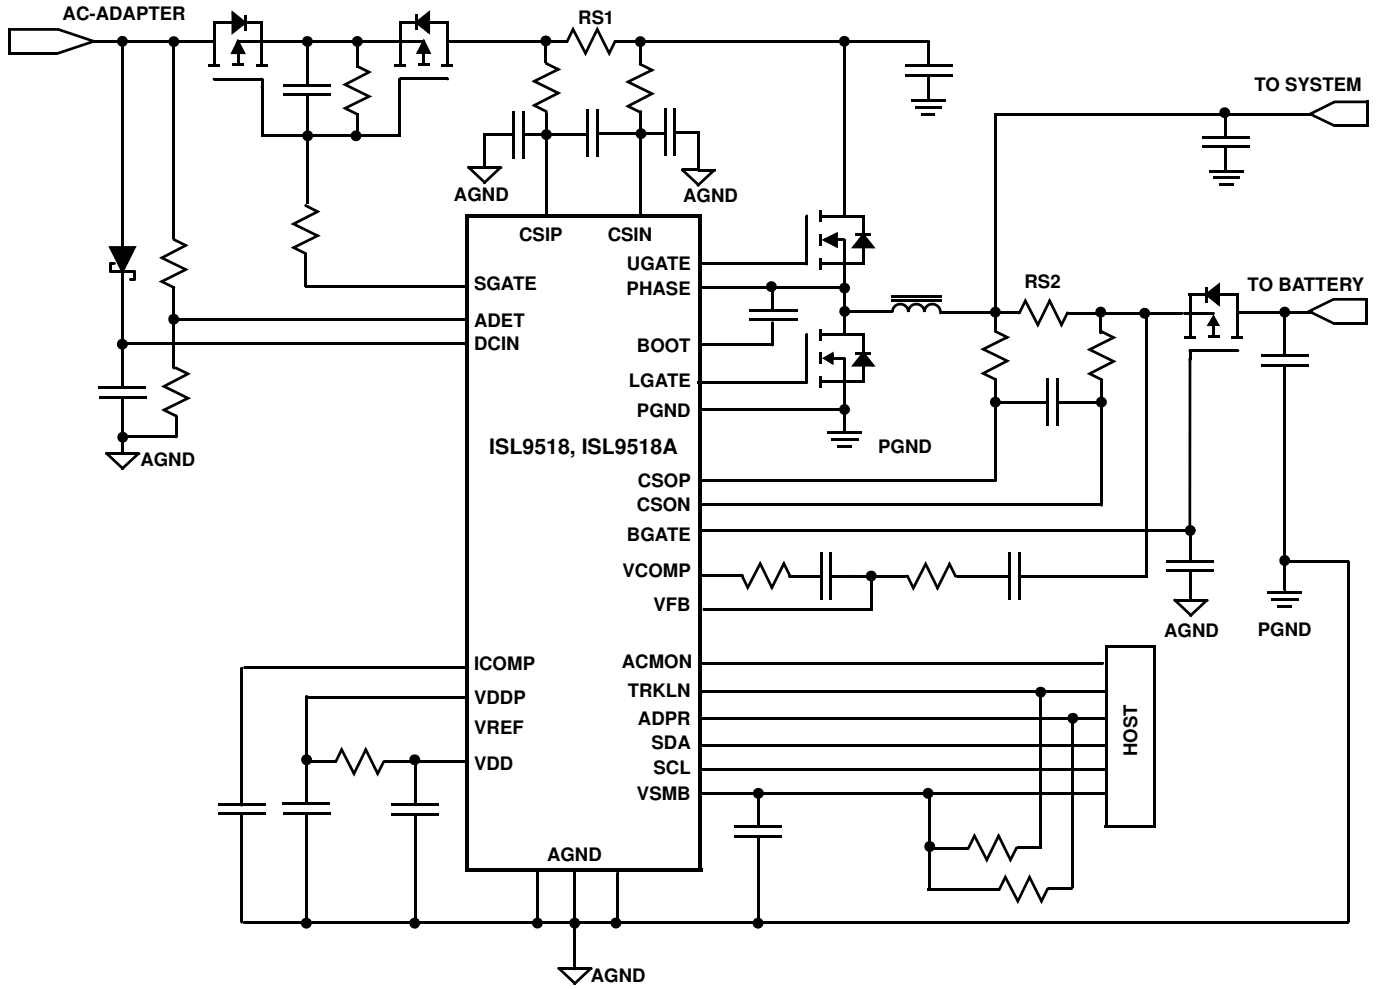 AC-ADAPTER
RS1
TO SYSTEM
AGND
AGND
CSIP
CSIN
UGATE
SGATE
PHASE
RS2
TO BATTERY
ADET
DCIN
BOOT
LGATE
PGND
ISL9518, ISL9518A
PGND
AGND
CSOP
CSON
BGATE
VCOMP
VFB
AGND
PGND
ICOMP
ACMON
VDDP
TRKLN
VREF
ADPR
HOST
SDA
VDD
SCL
VSMB
AGND
AGND